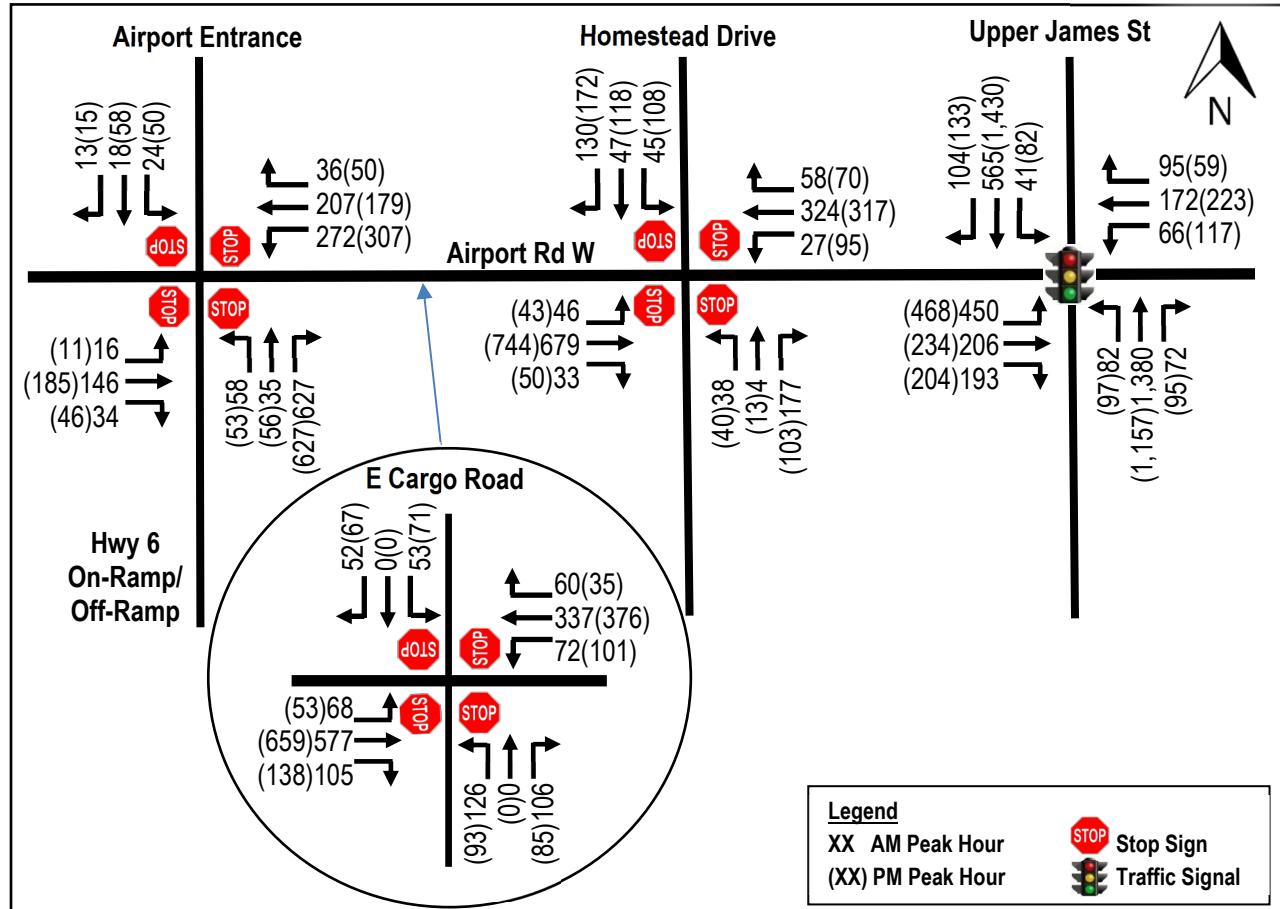 Airport Entrance
Homestead Drive
Upper James St
N
13(15)
18(58)
24(50)
36(50)
207(179)
272(307)
130(172)
47(118)
45(108)
58(70)
324(317)
27(95)
104(133)
565(1,430)
41(82)
95(59)
172(223)
66(117)
STOP
STOP
STOP
STOP
Airport Rd W
STOP
STOP
STOP
STOP
(11)16
(185)146
(46)34
(53)58
(56)35
(627)627
(43)46
(744)679
(50)33
(40)38
(13)4
(103)177
(468)450
(234)206
(204)193
(97)82
(1,157)1,380
(95)72
E Cargo Road
Hwy 6
On-Ramp/
Off-Ramp
52(67)
0(0)
53(71)
60(35)
337(376)
72(101)
STOP
STOP
STOP
STOP
(53)68
(659)577
(138)105
(93)126
(0)0
(85)106
Legend
XX AM Peak Hour
STOP Stop Sign
(XX) PM Peak Hour
Traffic Signal